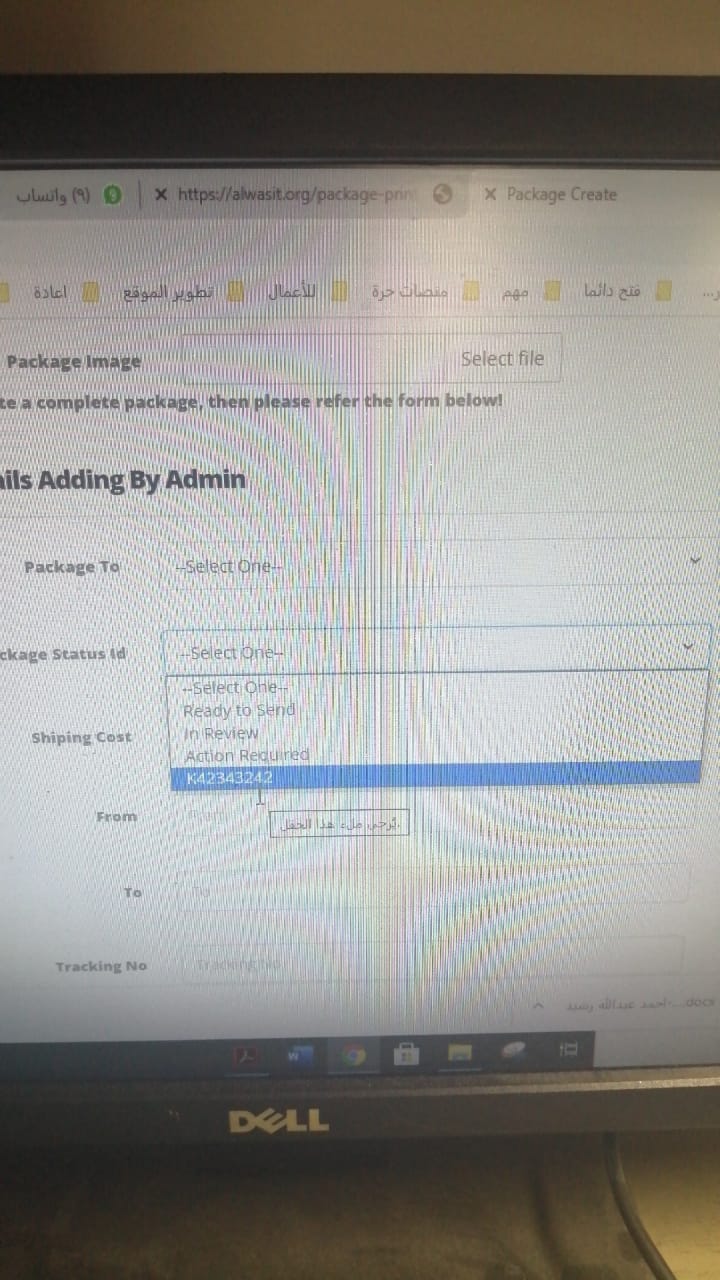 (٩) واتساب
https://alwasit.org/package-prin
Package Create
اعادة
تطوير الموقع
للأعمال
منصات حرة
مهم
فتح دائما
Package Image
Select file
te a complete package, then please refer the form below!
ails Adding By Admin
Package To
--Select One--
ckage Status Id
--Select One--
--Select One--
Ready to Send
In Review
Action Required
K42343242
Shiping Cost
From
يُرجى ملء هذا الحقل.
To
To
Tracking No
Tracking No
احمد عبدالله رشيد-....docx
DELL